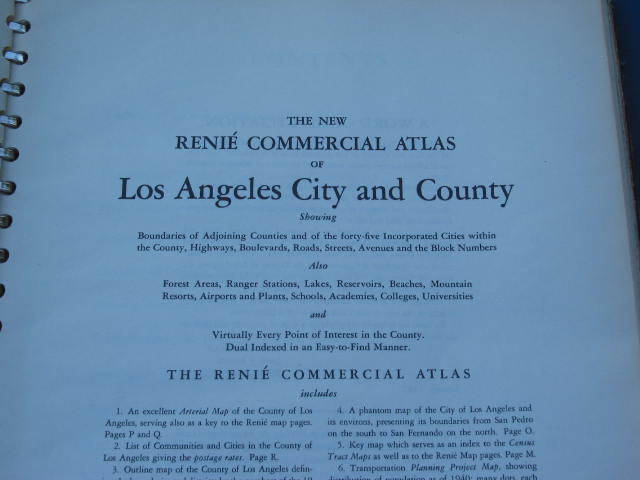 THE NEW
RENIÉ COMMERCIAL ATLAS
OF
Los Angeles City and County
Showing
Boundaries of Adjoining Counties and of the forty-five Incorporated Cities within
the County, Highways, Boulevards, Roads, Streets, Avenues and the Block Numbers
Also
Forest Areas, Ranger Stations, Lakes, Reservoirs, Beaches, Mountain
Resorts, Airports and Plants, Schools, Academies, Colleges, Universities
and
Virtually Every Point of Interest in the County.
Dual Indexed in an Easy-to-Find Manner.
THE RENIÉ COMMERCIAL ATLAS
includes
1. An excellent Arterial Map of the County of Los
Angeles, serving also as a key to the Renié map pages.
Pages P and Q.
2. List of Communities and Cities in the County of
Los Angeles giving the postage rates. Page R.
3. Outline map of the County of Los Angeles defin-
4. A phantom map of the City of Los Angeles and
its environs, presenting its boundaries from San Pedro
on the south to San Fernando on the north. Page O.
5. Key map which serves as an index to the Census
Tract Maps as well as to the Renié Map pages. Page M.
6. Transportation Planning Project Map, showing
distribution of population as of 1940; many dots, each